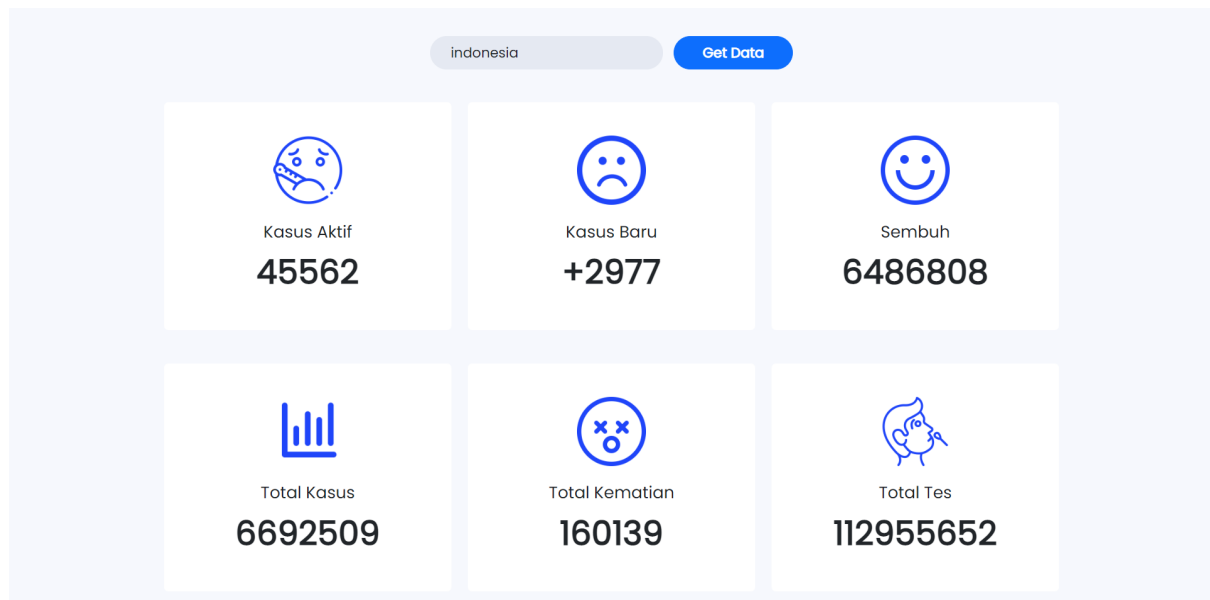 indonesia
Get Data
Kasus Aktif
45562
Kasus Baru
+2977
Sembuh
6486808
Total Kasus
6692509
Total Kematian
160139
Total Tes
112955652